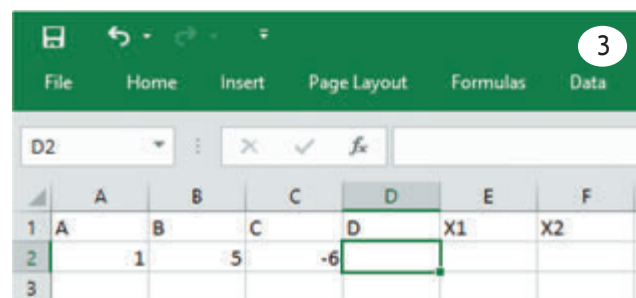 3
File Home Insert Page Layout Formulas Data
D2 fx
A B C D E F
1 A B C D X1 X2
2 1 5 -6
3